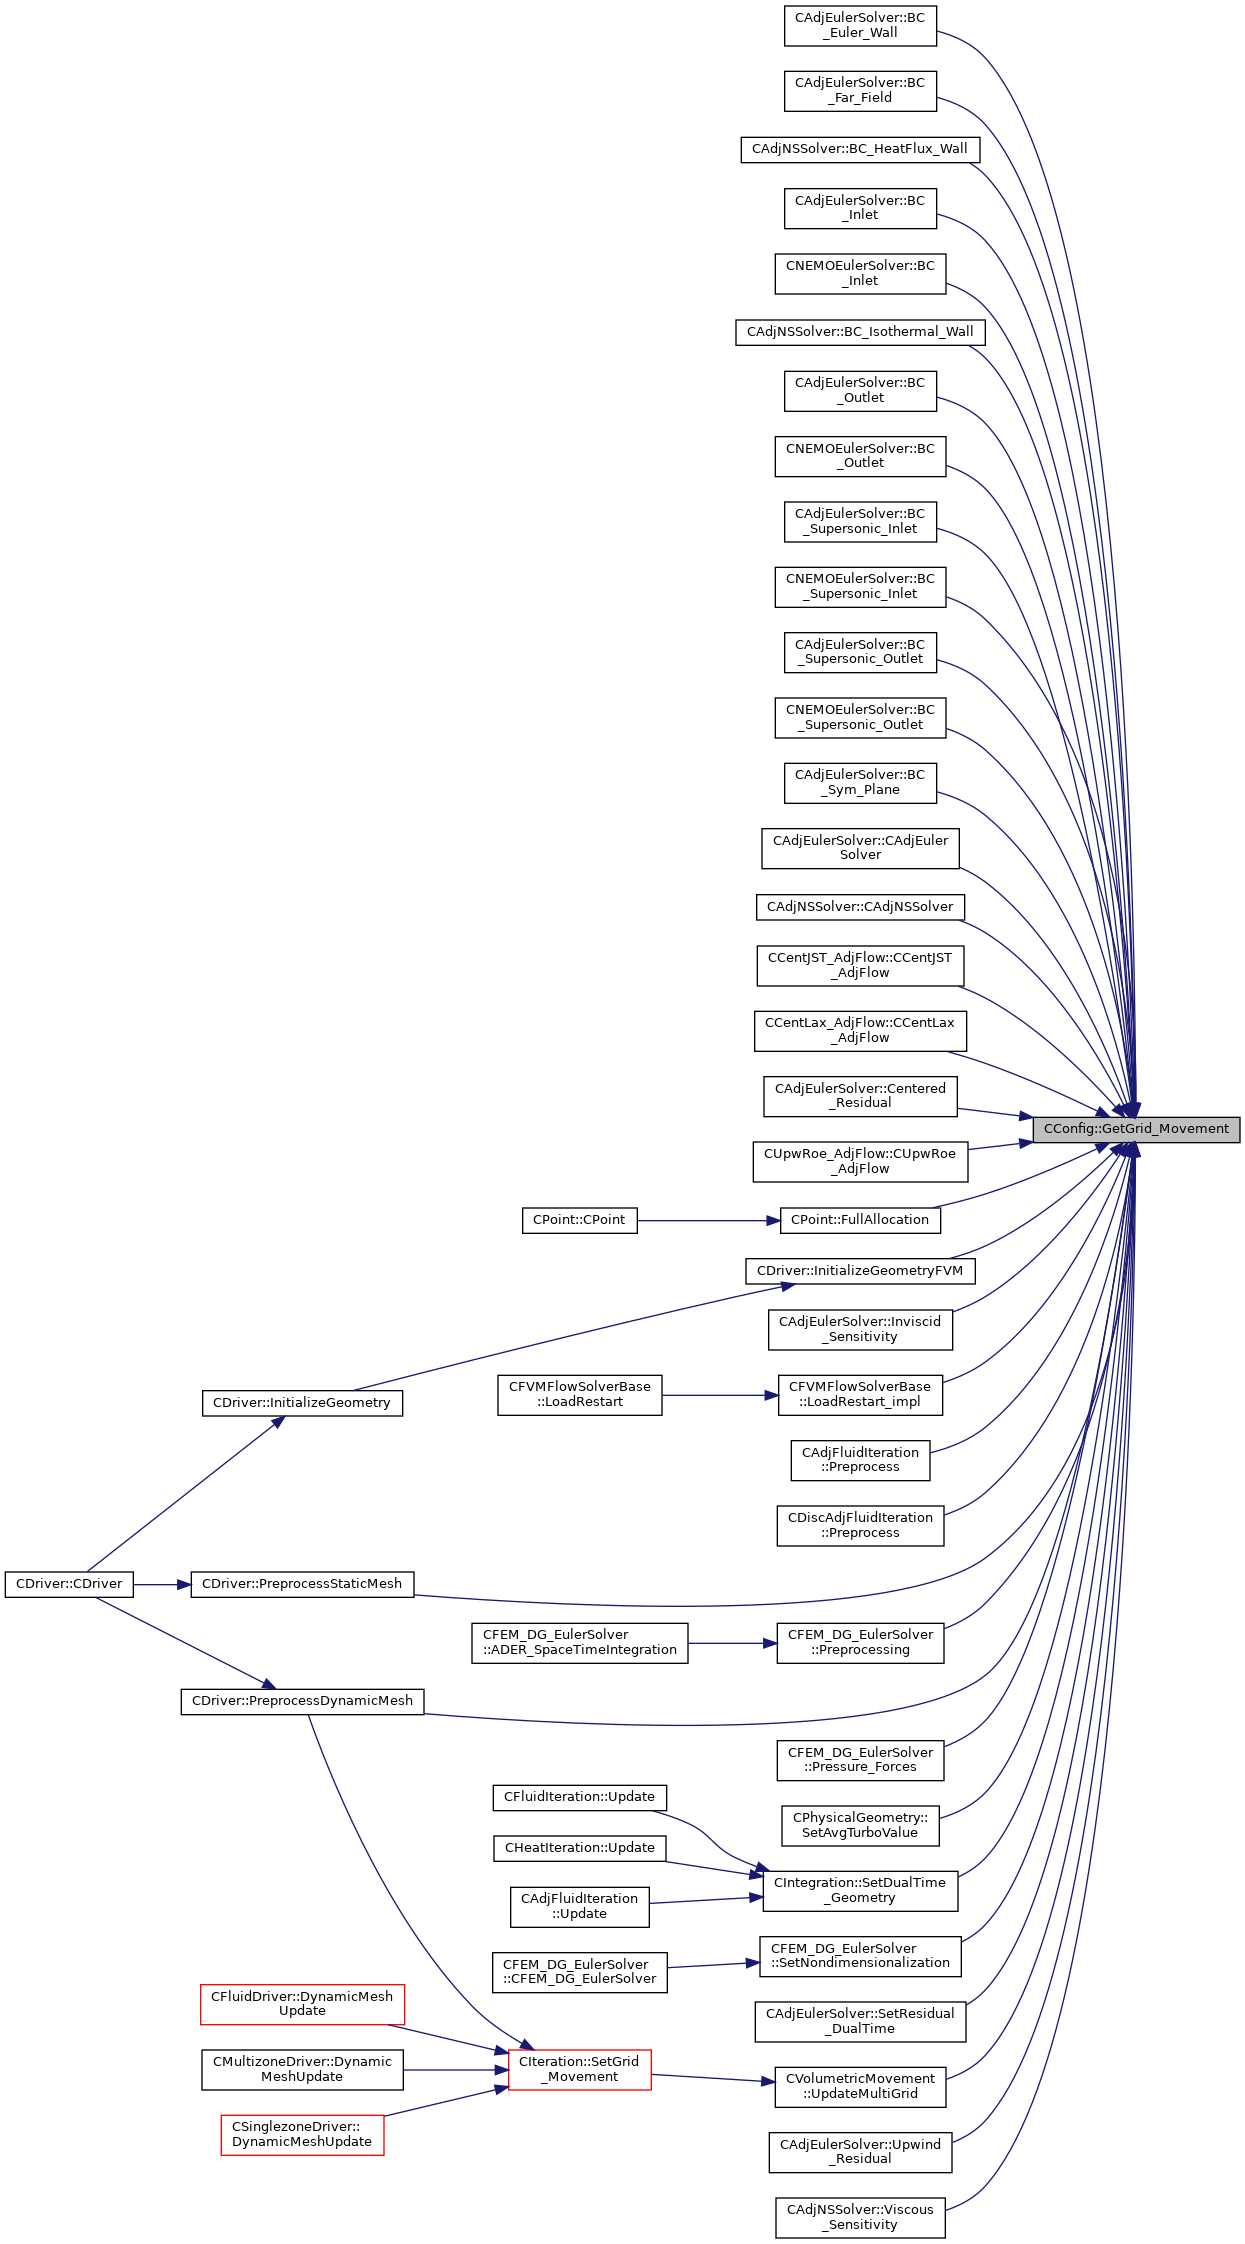 CAdjEulerSolver::BC
_Euler_Wall
CAdjEulerSolver::BC
_Far_Field
CAdjNSSolver::BC_HeatFlux_Wall
CAdjEulerSolver::BC
_Inlet
CNEMOEulerSolver::BC
_Inlet
CAdjNSSolver::BC_Isothermal_Wall
CAdjEulerSolver::BC
_Outlet
CNEMOEulerSolver::BC
_Outlet
CAdjEulerSolver::BC
_Supersonic_Inlet
CNEMOEulerSolver::BC
_Supersonic_Inlet
CAdjEulerSolver::BC
_Supersonic_Outlet
CNEMOEulerSolver::BC
_Supersonic_Outlet
CAdjEulerSolver::BC
_Sym_Plane
CAdjEulerSolver::CAdjEuler
Solver
CAdjNSSolver::CAdjNSSolver
CCentJST_AdjFlow::CCentJST
_AdjFlow
CCentLax_AdjFlow::CCentLax
_AdjFlow
CAdjEulerSolver::Centered
_Residual
CConfig::GetGrid_Movement
CUpwRoe_AdjFlow::CUpwRoe
_AdjFlow
CPoint::CPoint
CPoint::FullAllocation
CDriver::InitializeGeometryFVM
CAdjEulerSolver::Inviscid
_Sensitivity
CDriver::InitializeGeometry
CFVMFlowSolverBase
::LoadRestart
CFVMFlowSolverBase
::LoadRestart_impl
CAdjFluidIteration
::Preprocess
CDiscAdjFluidIteration
::Preprocess
CDriver::CDriver
CDriver::PreprocessStaticMesh
CFEM_DG_EulerSolver
::ADER_SpaceTimeIntegration
CFEM_DG_EulerSolver
::Preprocessing
CDriver::PreprocessDynamicMesh
CFEM_DG_EulerSolver
::Pressure_Forces
CPhysicalGeometry::
SetAvgTurboValue
CFluidIteration::Update
CHeatIteration::Update
CAdjFluidIteration
::Update
CIntegration::SetDualTime
_Geometry
CFEM_DG_EulerSolver
::CFEM_DG_EulerSolver
CFEM_DG_EulerSolver
::SetNondimensionalization
CAdjEulerSolver::SetResidual
_DualTime
CFluidDriver::DynamicMesh
Update
CMultizoneDriver::Dynamic
MeshUpdate
CSinglezoneDriver::
DynamicMeshUpdate
CIteration::SetGrid
_Movement
CVolumetricMovement
::UpdateMultiGrid
CAdjEulerSolver::Upwind
_Residual
CAdjNSSolver::Viscous
_Sensitivity